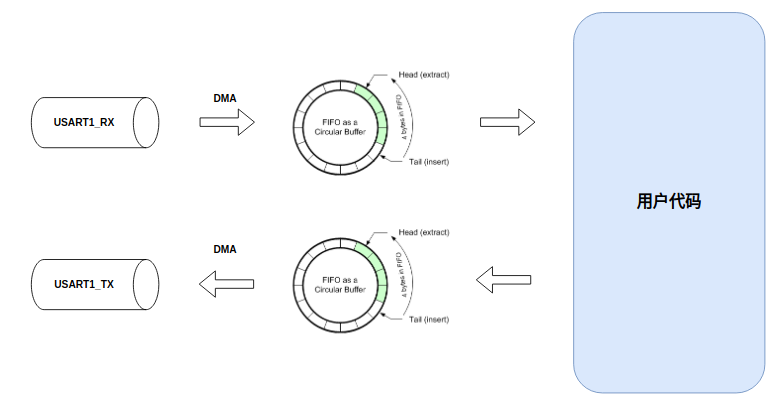 DMA
Head (extract)
USART1_RX
FIFO as a
Circular Buffer
4 bytes in FIFO
Tail (insert)
用户代码
DMA
Head (extract)
USART1_TX
FIFO as a
Circular Buffer
4 bytes in FIFO
Tail (insert)